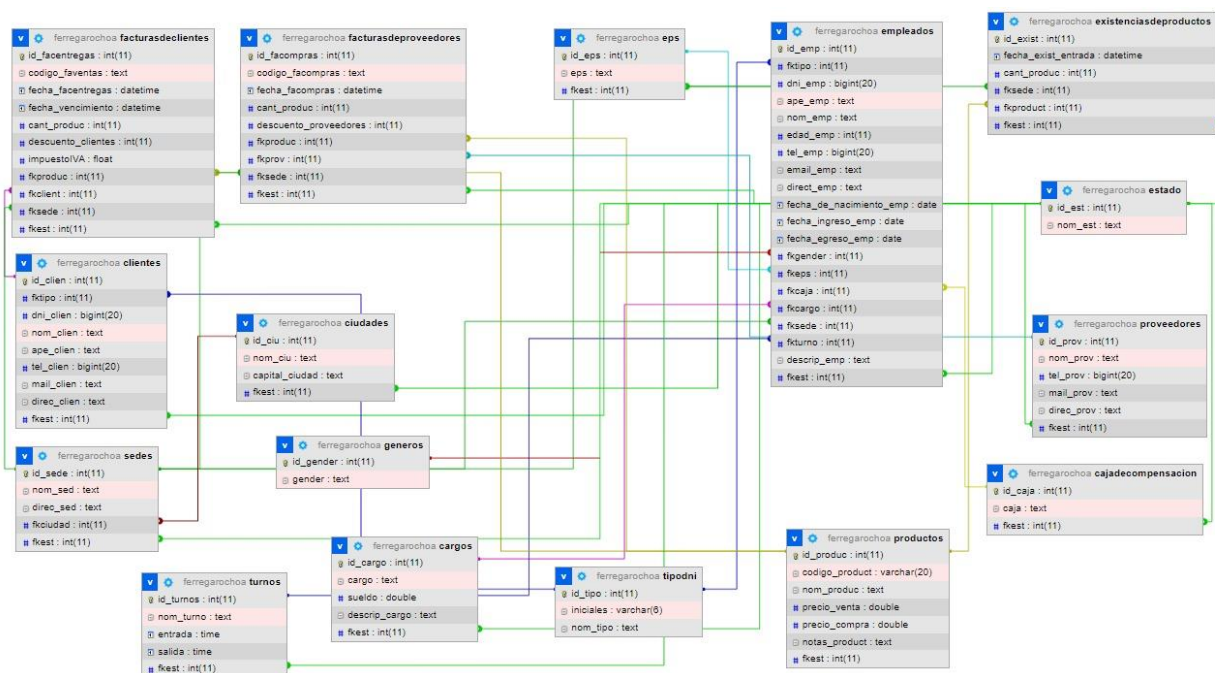 v ferregarochoa facturasdeclientes
id_facentregas : int(11)
codigo_faventas : text
fecha_facentregas : datetime
fecha_vencimiento : datetime
# cant_produc : int(11)
# descuento_clientes : int(11)
# impuestoIVA : float
# fkproduc : int(11)
# fkclient : int(11)
# fksede : int(11)
# fkest : int(11)
v ferregarochoa facturasdeproveedores
id_facompras : int(11)
codigo_facompras : text
fecha_facompras : datetime
# cant_produc : int(11)
# descuento_proveedores : int(11)
# fkproduc : int(11)
# fkprov : int(11)
# fksede : int(11)
# fkest : int(11)
v ferregarochoa eps
id_eps : int(11)
eps : text
# fkest : int(11)
v ferregarochoa empleados
id_emp : int(11)
# fktipo : int(11)
# dni_emp : bigint(20)
ape_emp : text
nom_emp : text
# edad_emp : int(11)
# tel_emp : bigint(20)
email_emp : text
direct_emp : text
fecha_de_nacimiento_emp : date
fecha_ingreso_emp : date
fecha_egreso_emp : date
# fkgender : int(11)
# fkeps : int(11)
# fkcaja : int(11)
# fkcargo : int(11)
# fksede : int(11)
# fkturno : int(11)
descrip_emp : text
# fkest : int(11)
v ferregarochoa existenciasdeproductos
id_exist : int(11)
fecha_exist_entrada : datetime
# cant_produc : int(11)
# fksede : int(11)
# fkproduct : int(11)
# fkest : int(11)
v ferregarochoa estado
id_est : int(11)
nom_est : text
v ferregarochoa clientes
id_clien : int(11)
# fktipo : int(11)
# dni_clien : bigint(20)
nom_clien : text
ape_clien : text
# tel_clien : bigint(20)
mail_clien : text
direc_clien : text
# fkest : int(11)
v ferregarochoa ciudades
id_ciu : int(11)
nom_ciu : text
capital_ciudad : text
# fkest : int(11)
v ferregarochoa proveedores
id_prov : int(11)
nom_prov : text
# tel_prov : bigint(20)
mail_prov : text
direc_prov : text
# fkest : int(11)
v ferregarochoa generos
id_gender : int(11)
gender : text
v ferregarochoa sedes
id_sede : int(11)
nom_sed : text
direc_sed : text
# fkciudad : int(11)
# fkest : int(11)
v ferregarochoa cajadecompensacion
id_caja : int(11)
caja : text
# fkest : int(11)
v ferregarochoa cargos
id_cargo : int(11)
cargo : text
# sueldo : double
descrip_cargo : text
# fkest : int(11)
v ferregarochoa productos
id_produc : int(11)
codigo_product : varchar(20)
nom_produc : text
# precio_venta : double
# precio_compra : double
notas_product : text
# fkest : int(11)
v ferregarochoa turnos
id_turnos : int(11)
nom_turno : text
entrada : time
salida : time
# fkest : int(11)
v ferregarochoa tipodni
id_tipo : int(11)
iniciales : varchar(6)
nom_tipo : text